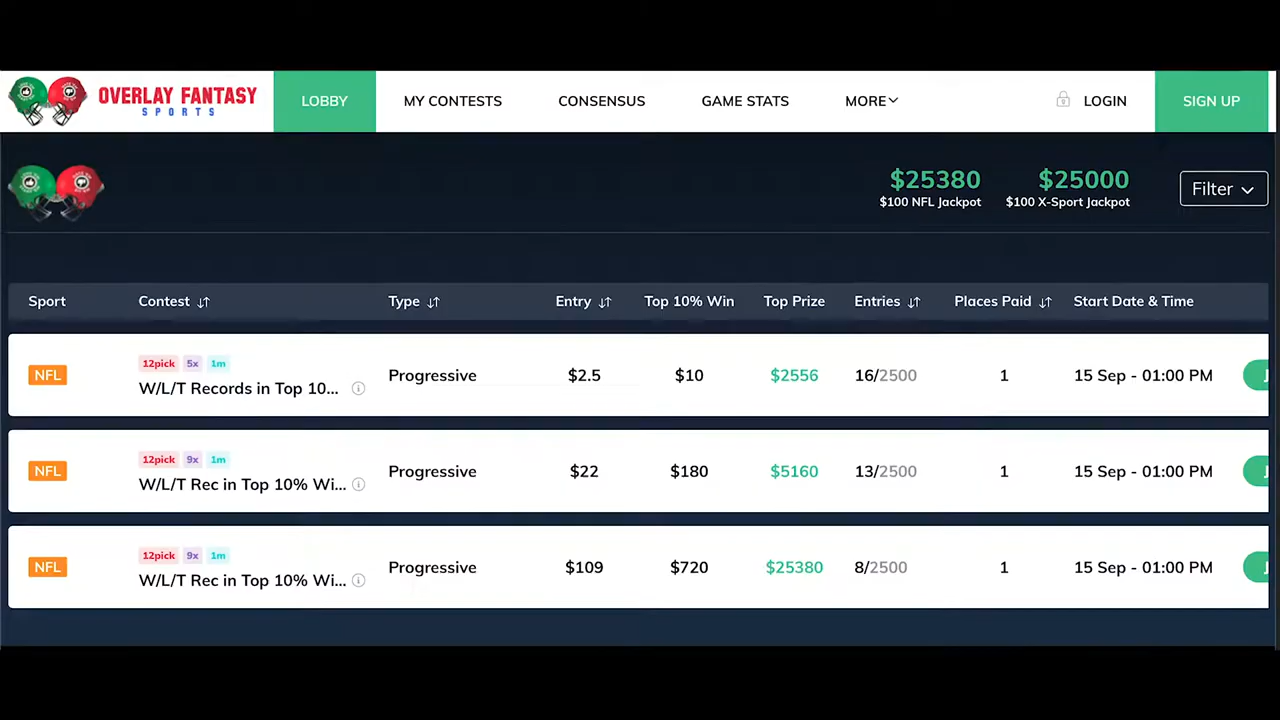 OVERLAY FANTASY
SPORTS
LOBBY
MY CONTESTS
CONSENSUS
GAME STATS
MORE
LOGIN
SIGN UP
$25380
$100 NFL Jackpot
$25000
$100 X-Sport Jackpot
Filter
Sport Contest Type Entry Top 10% Win Top Prize Entries Places Paid Start Date & Time
12pick 5x 1m
NFL W/L/T Records in Top 10... Progressive $2.5 $10 $2556 16/2500 1 15 Sep - 01:00 PM
12pick 9x 1m
NFL W/L/T Rec in Top 10% Wi... Progressive $22 $180 $5160 13/2500 1 15 Sep - 01:00 PM
12pick 9x 1m
NFL W/L/T Rec in Top 10% Wi... Progressive $109 $720 $25380 8/2500 1 15 Sep - 01:00 PM